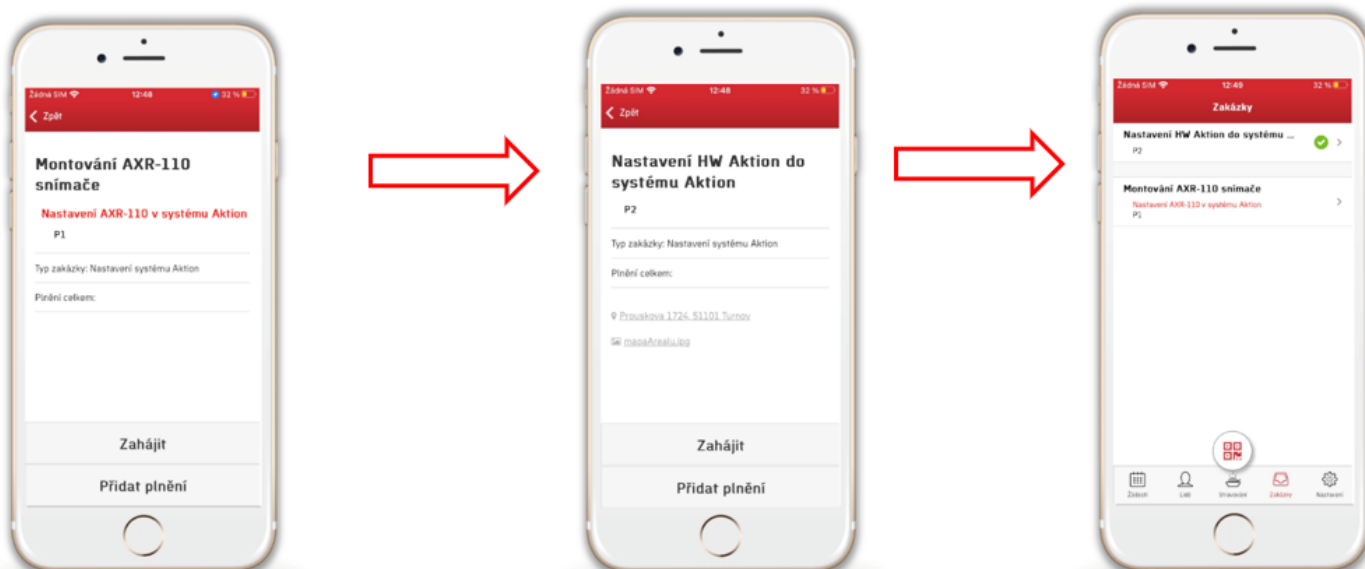 Žádná SIM 12:48 32 %
Zpět
Montování AXR-110
snímače
Nastavení AXR-110 v systému Aktion
P1
Typ zakázky: Nastavení systému Aktion
Plnění celkem:
Zahájit
Přidat plnění
Žádná SIM 12:48 32 %
Zpět
Nastavení HW Aktion do
systému Aktion
P2
Typ zakázky: Nastavení systému Aktion
Plnění celkem:
Prouskova 1724, 51101 Turnov
mapaArealu.jpg
Zahájit
Přidat plnění
Žádná SIM 12:49 32 %
Zakázky
Nastavení HW Aktion do systému ...
P2
Montování AXR-110 snímače
Nastavení AXR-110 v systému Aktion
P1
Žádosti Lidé Stravování Zakázky Nastavení